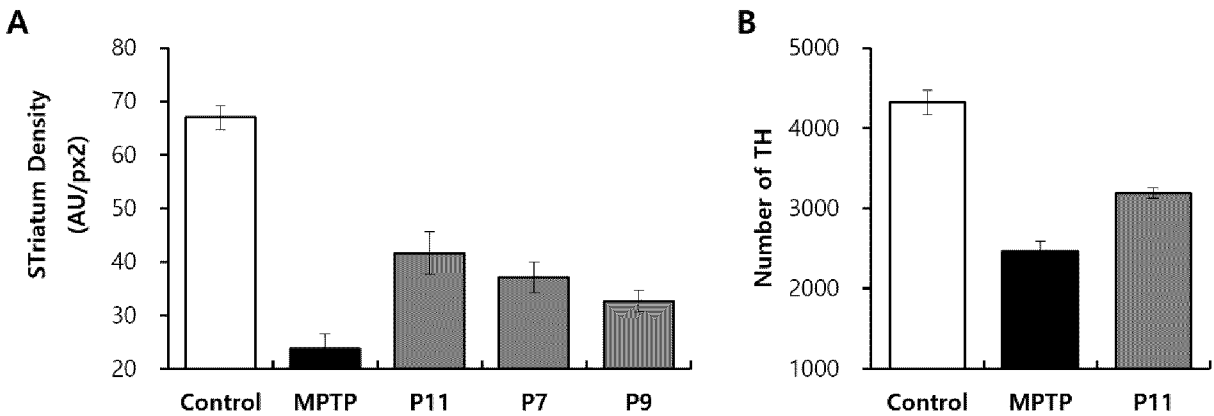 A
STriatum Density
(AU/px2)
80
70
60
50
40
30
20
Control MPTP P11 P7 P9
B
Number of TH
5000
4000
3000
2000
1000
Control MPTP P11